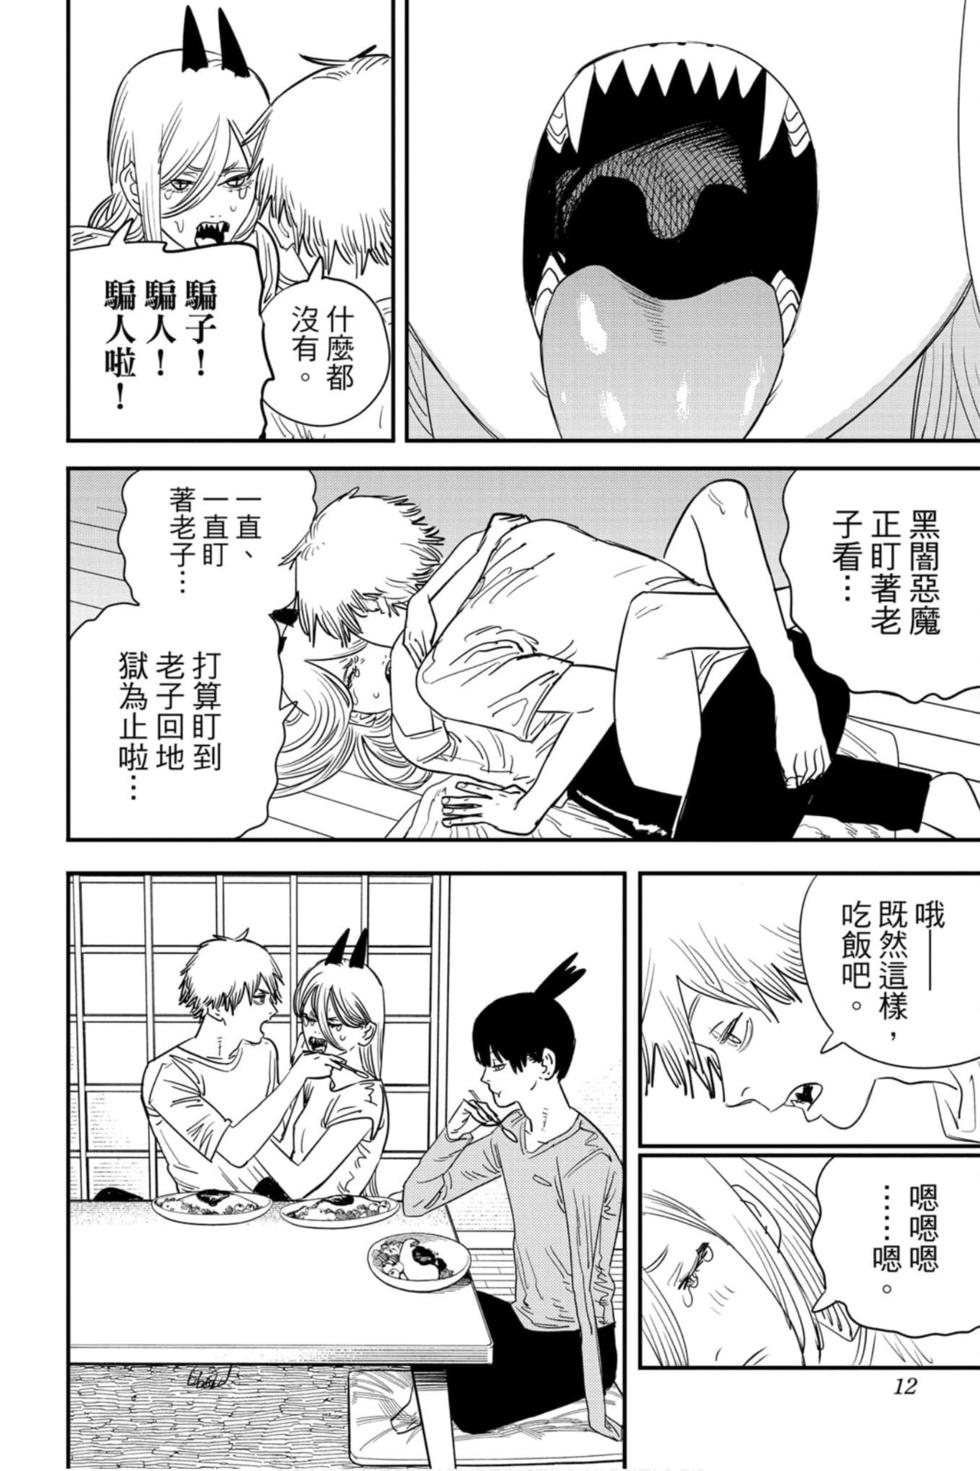 什麼都
沒有。
騙子！
騙人！
騙人啦！
黑闇惡魔
正盯著老
子看…
一直、
一直盯
著老子…
打算盯到
老子回地
獄為止啦…
哦——
既然這樣，
吃飯吧。
嗯嗯嗯
……嗯。
12